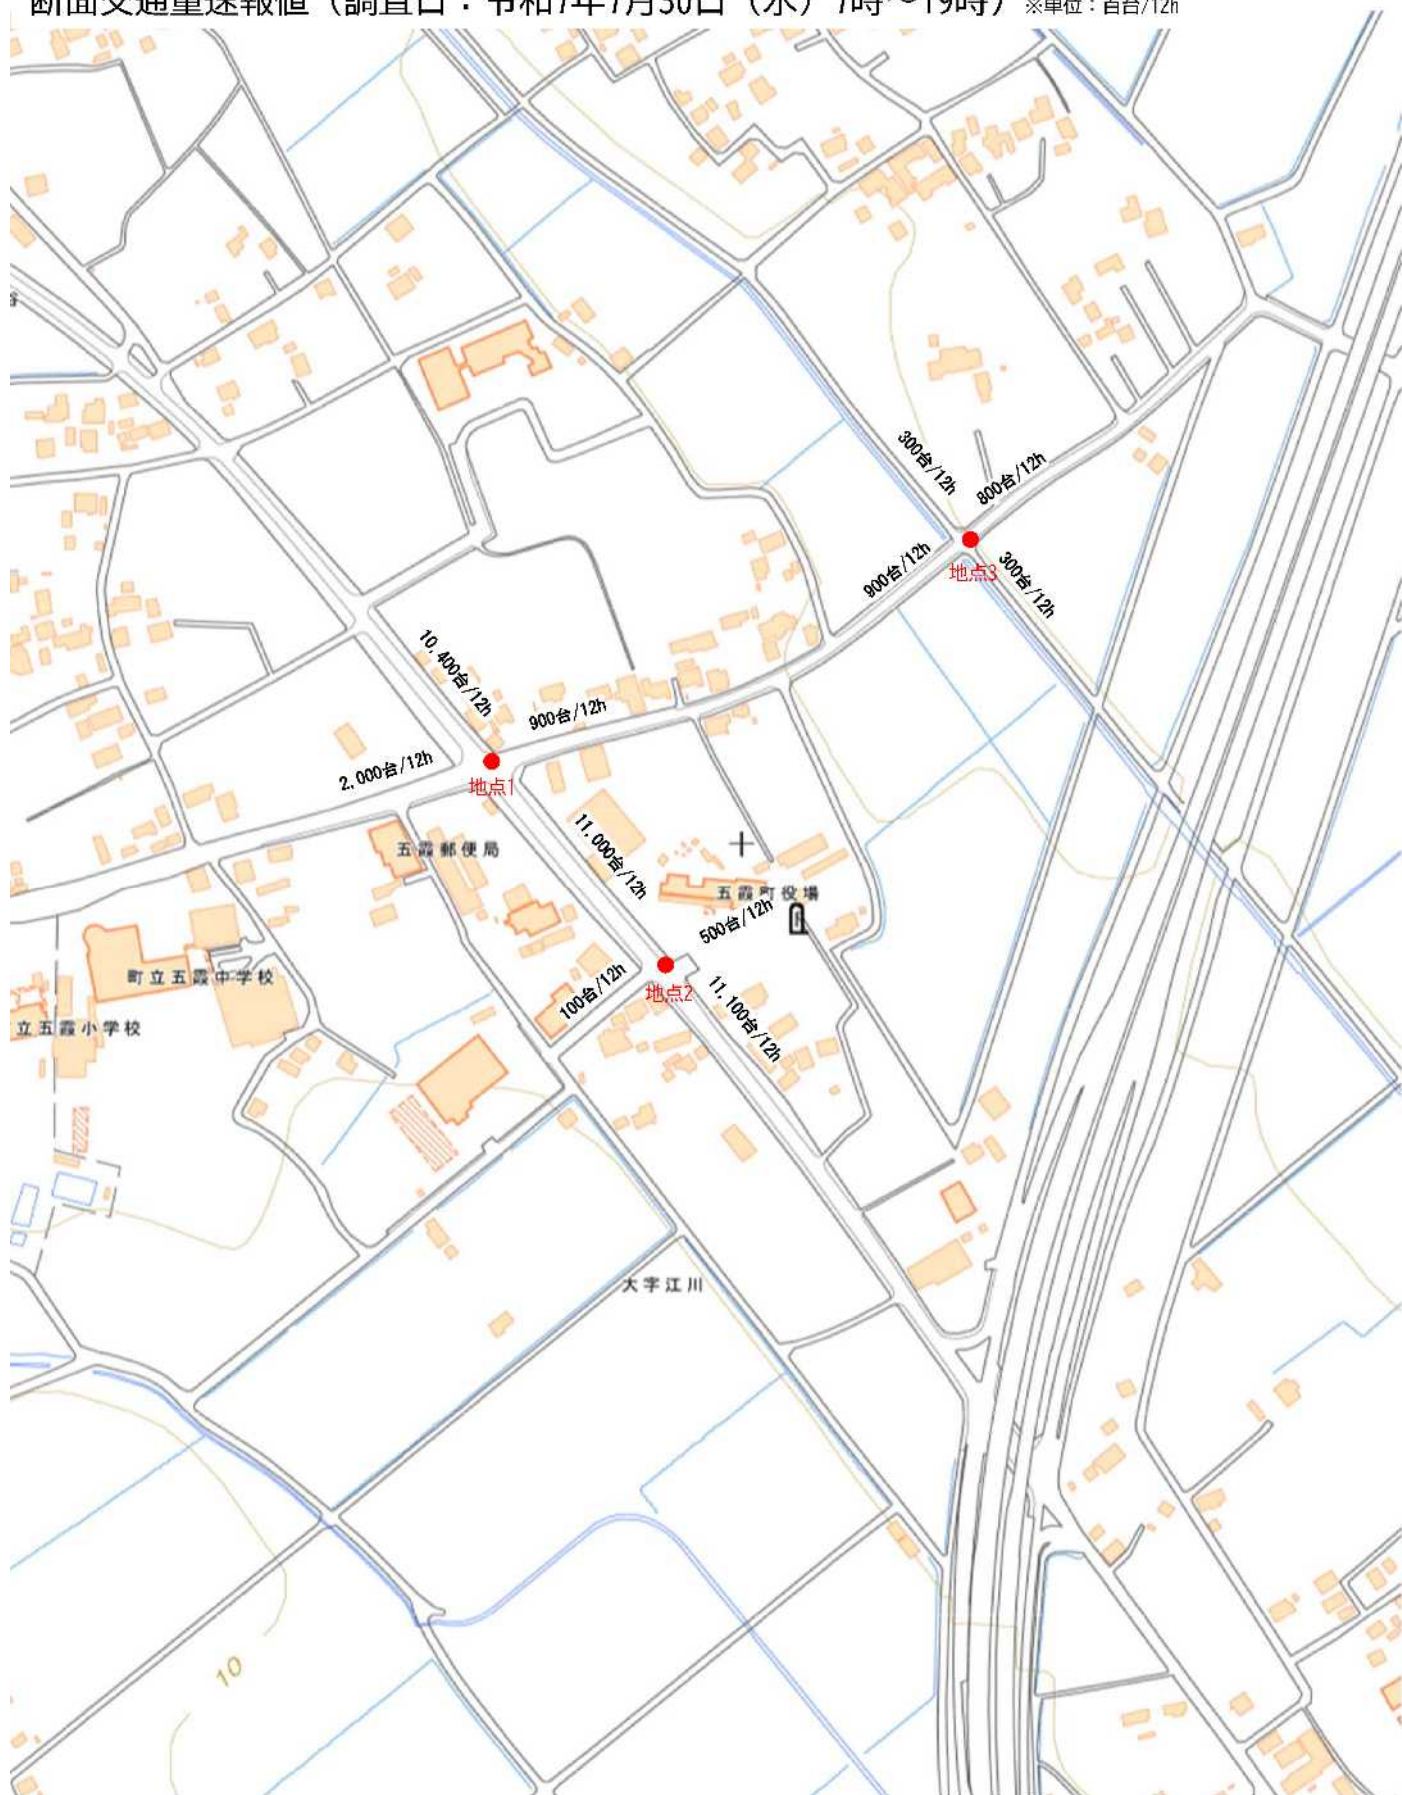 断面交通量速報値（調査日：令和7年7月30日（水）7時～19時）※単位：百台/12h
300台/12h
800台/12h
900台/12h
地点3
300台/12h
10,400台/12h
900台/12h
2,000台/12h
地点1
11,000台/12h
五霞郵便局
五霞町役場
500台/12h
町立五霞中学校
100台/12h
地点2
11,100台/12h
立五霞小学校
大字江川
10